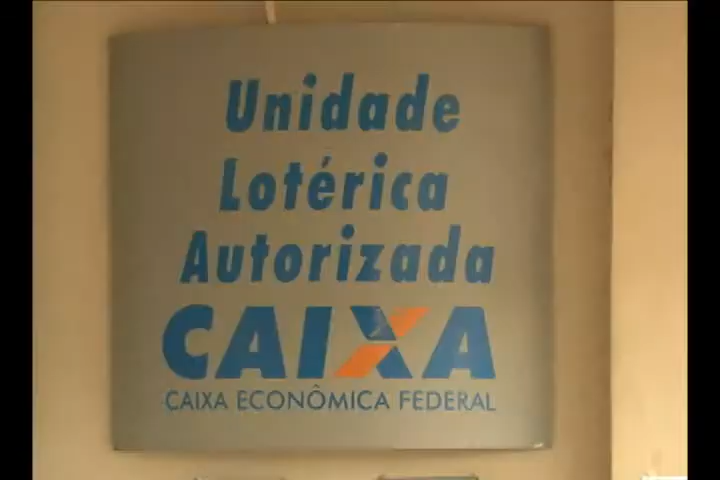 Unidade
Lotérica
Autorizada
CAIXA
CAIXA ECONÔMICA FEDERAL